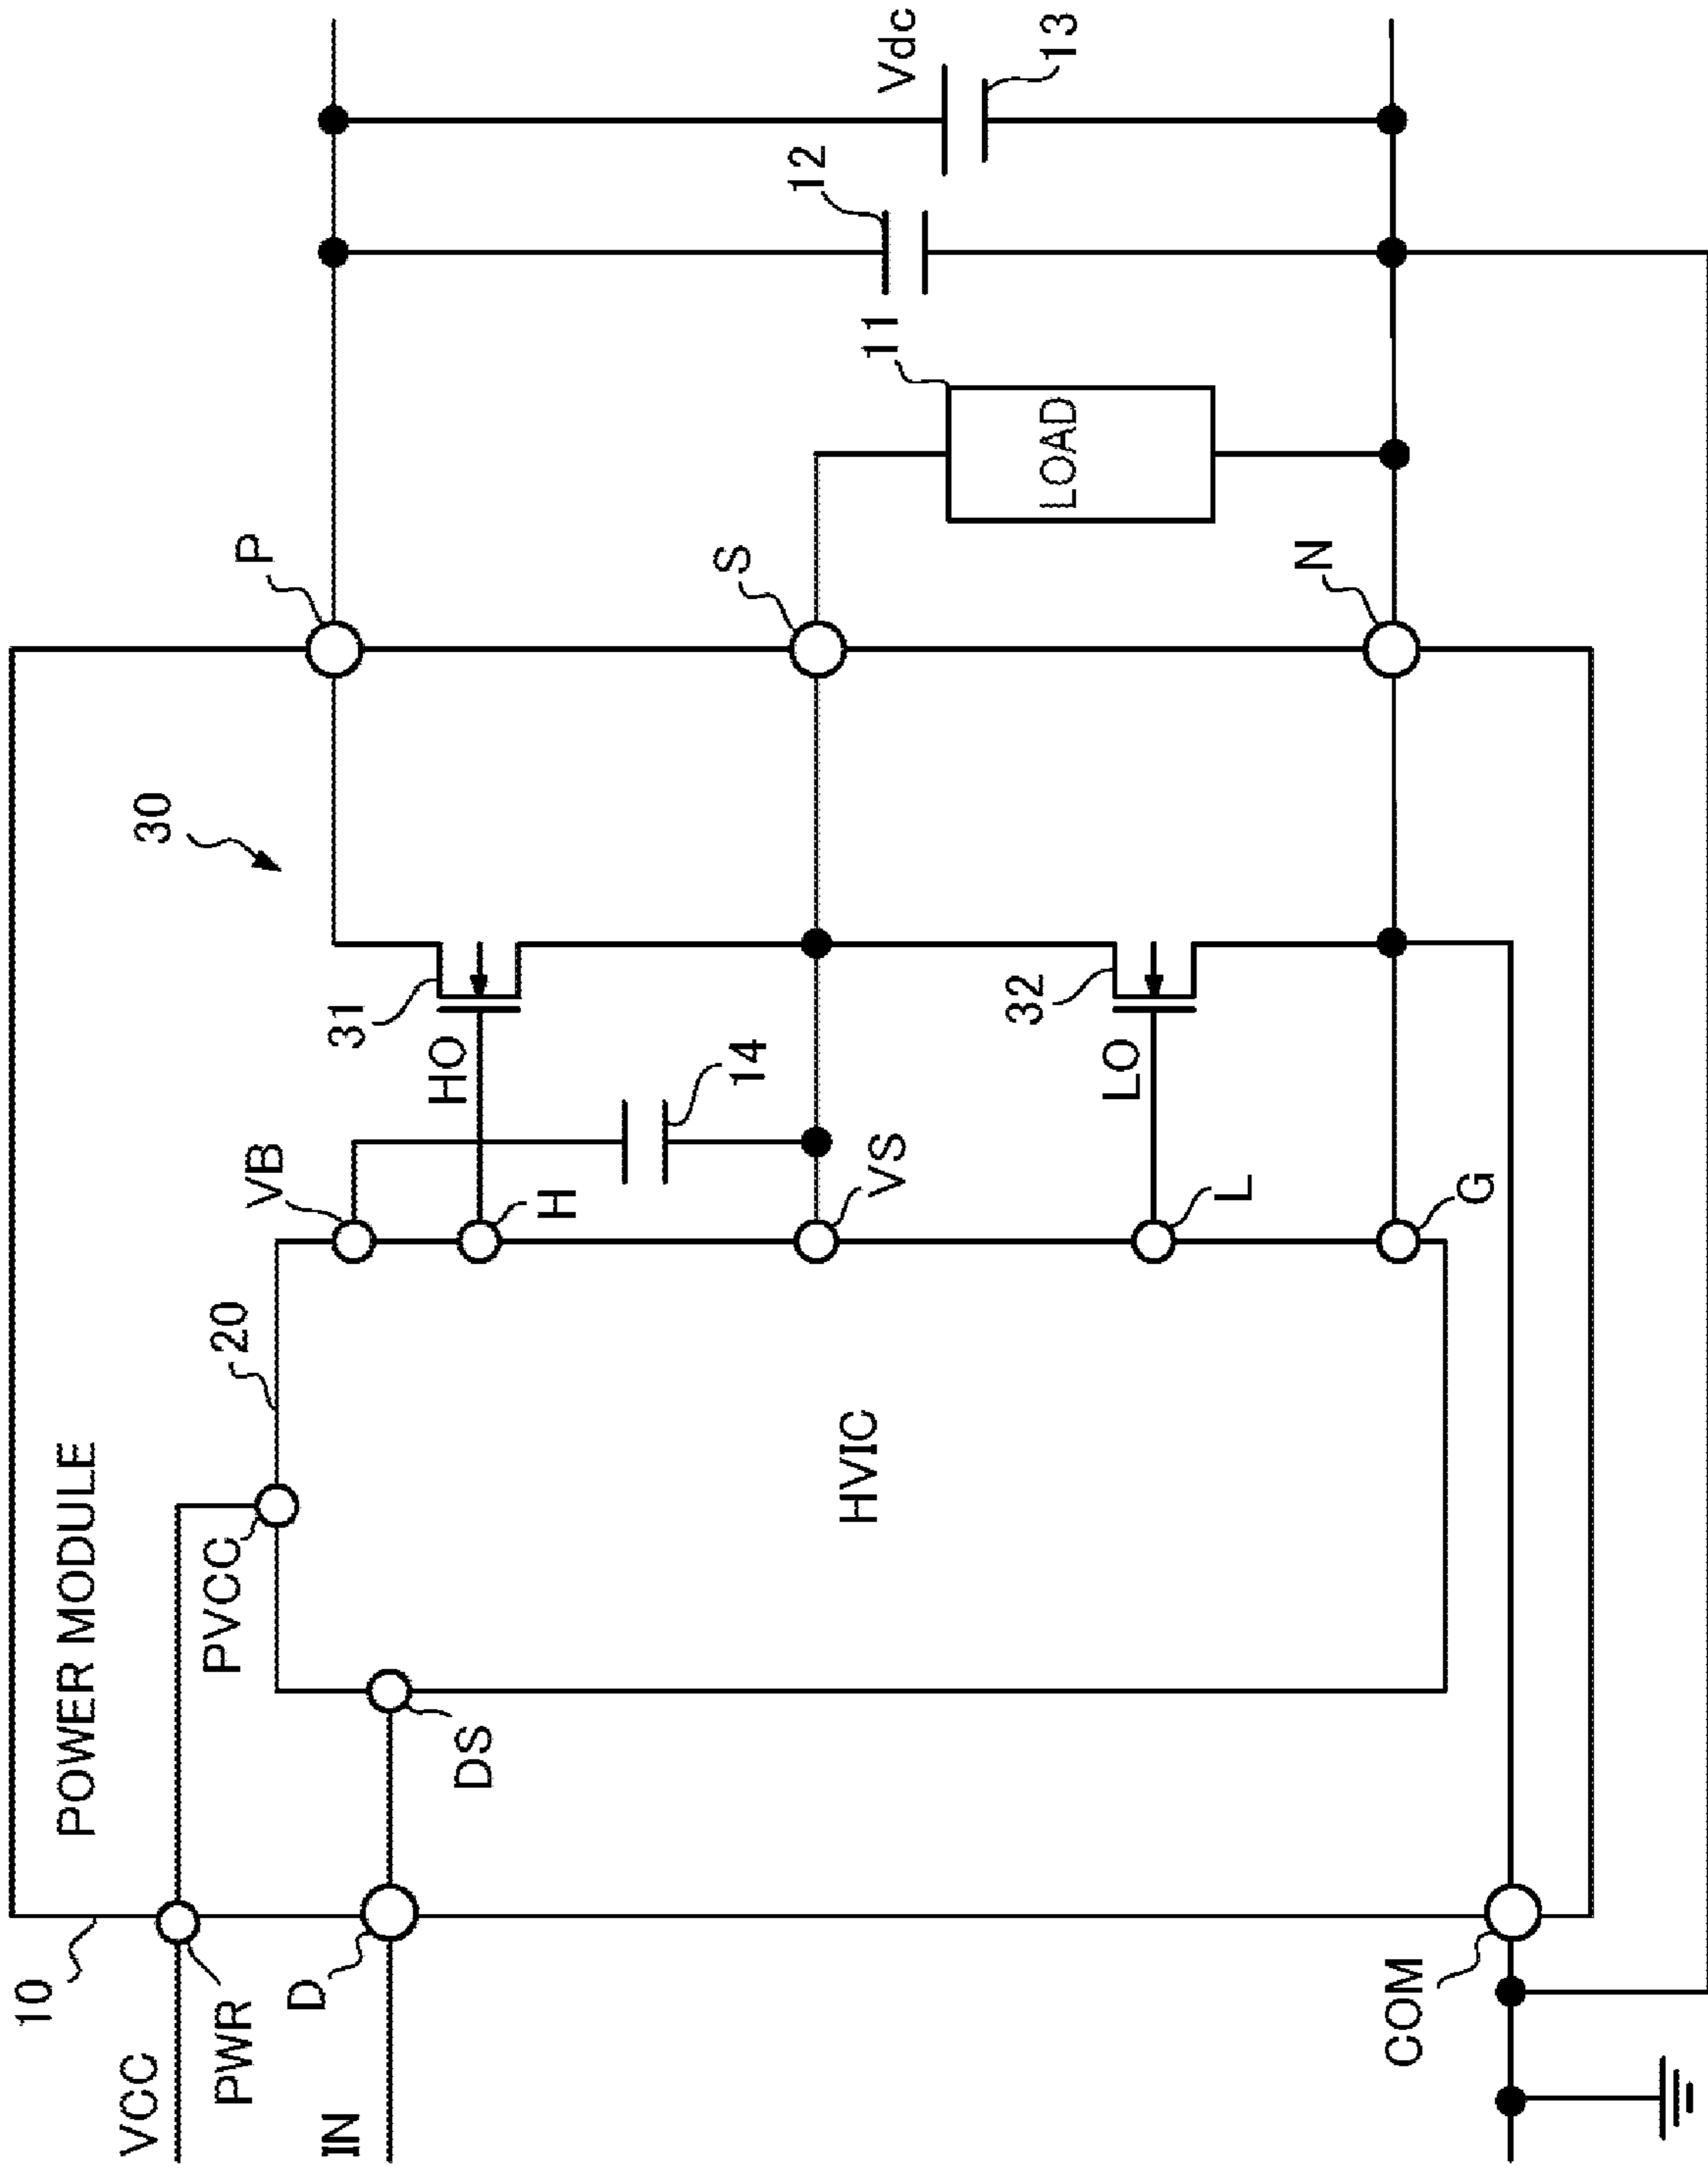 POWER MODULE
10
VCC
PWR
IN
D
DS
PVCC
20
HVIC
VB
H
VS
L
G
HO
31
14
LO
32
30
P
S
N
COM
11
LOAD
12
Vdc
13